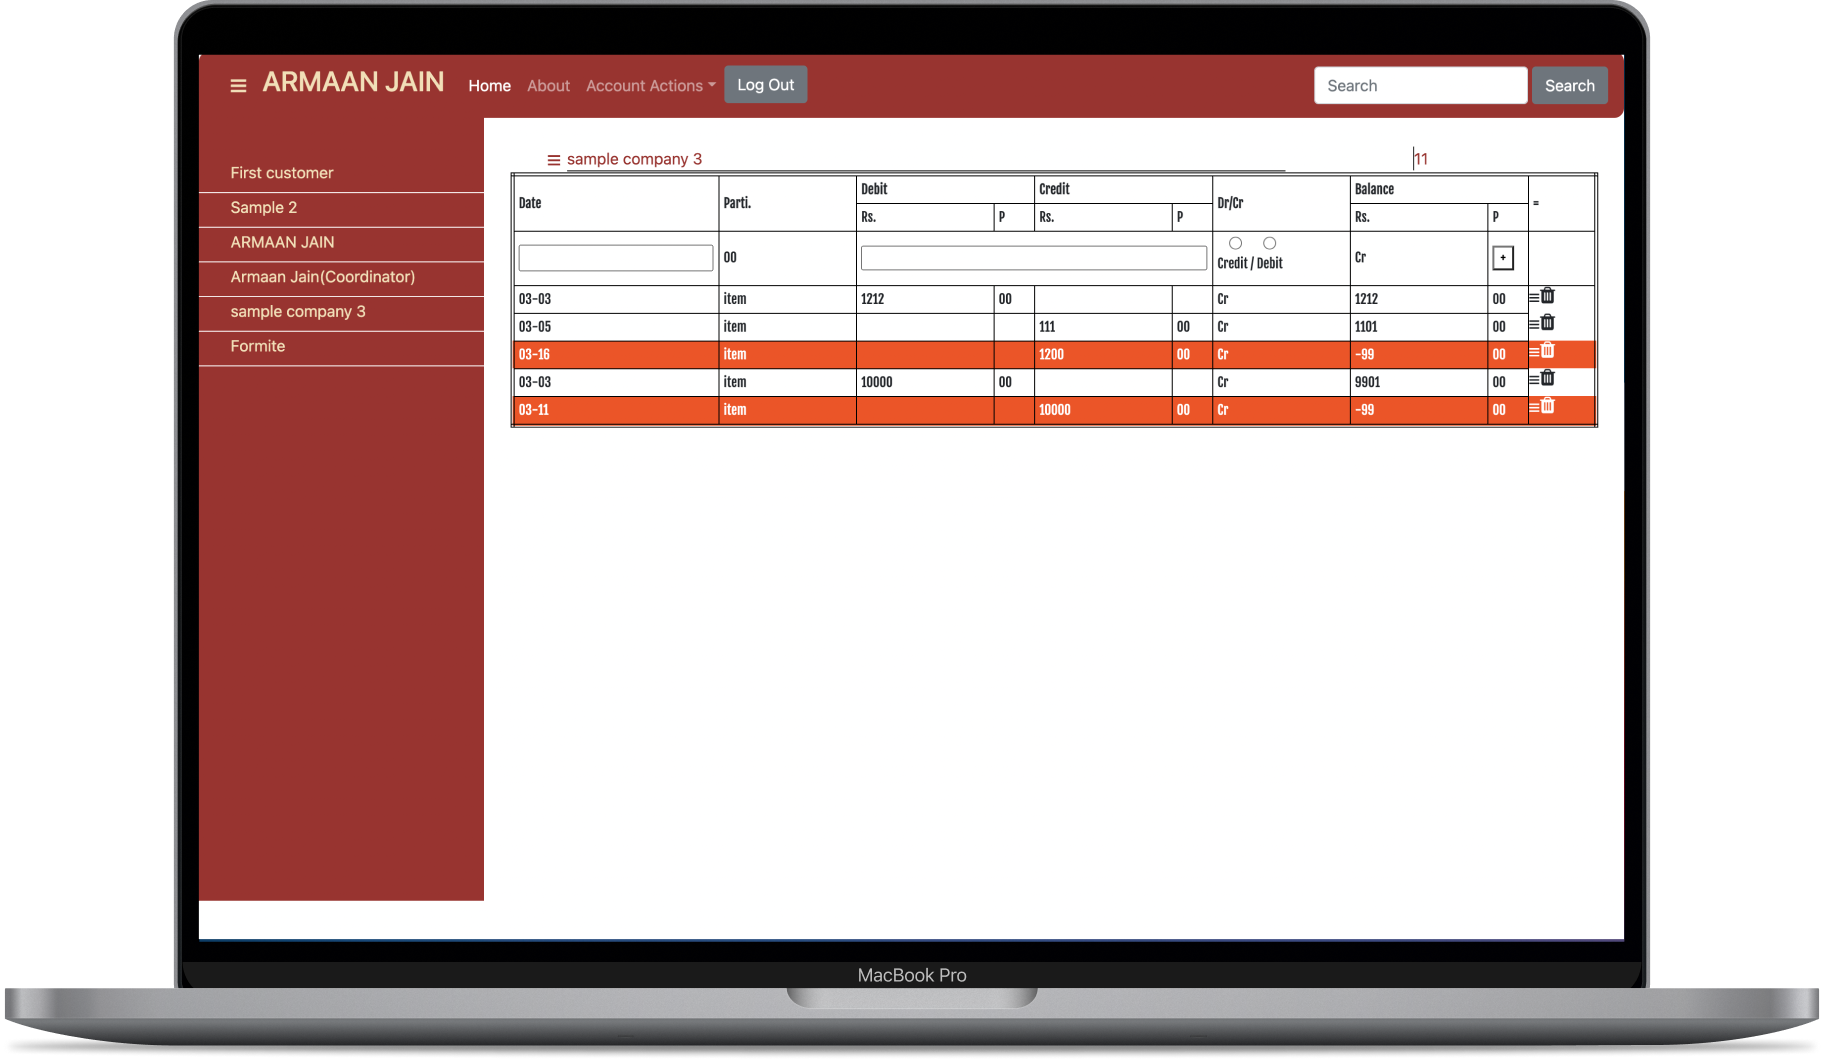 ARMAAN JAIN Home About Account Actions Log Out Search Search
First customer
Sample 2
ARMAAN JAIN
Armaan Jain(Coordinator)
sample company 3
Formite
sample company 3 11
Date Parti. Debit Credit Dr/Cr Balance =
Rs. P Rs. P Rs. P
00 Credit / Debit Cr +
03-03 item 1212 00 Cr 1212 00
03-05 item 111 00 Cr 1101 00
03-16 item 1200 00 Cr -99 00
03-03 item 10000 00 Cr 9901 00
03-11 item 10000 00 Cr -99 00
MacBook Pro